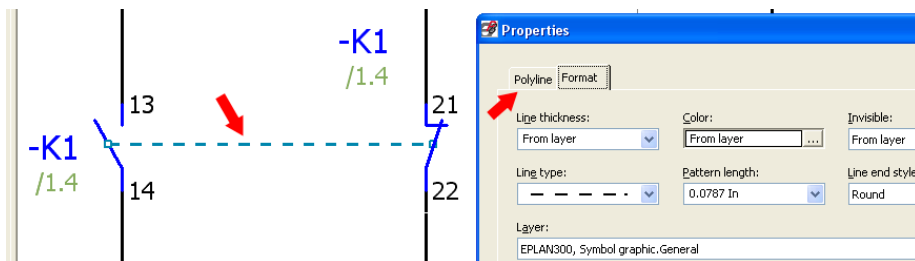 -K1
/1.4
13
21
-K1
/1.4
14
22
Properties
Polyline Format
Line thickness: Color: Invisible:
From layer From layer ... From layer
Line type: Pattern length: Line end style
0.0787 In Round
Layer:
EPLAN300, Symbol graphic.General